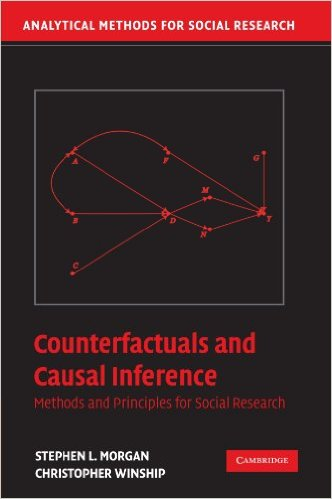 ANALYTICAL METHODS FOR SOCIAL RESEARCH
A
F
G
M
B
D
Y
N
C
Counterfactuals and
Causal Inference
Methods and Principles for Social Research
STEPHEN L. MORGAN
CHRISTOPHER WINSHIP
CAMBRIDGE